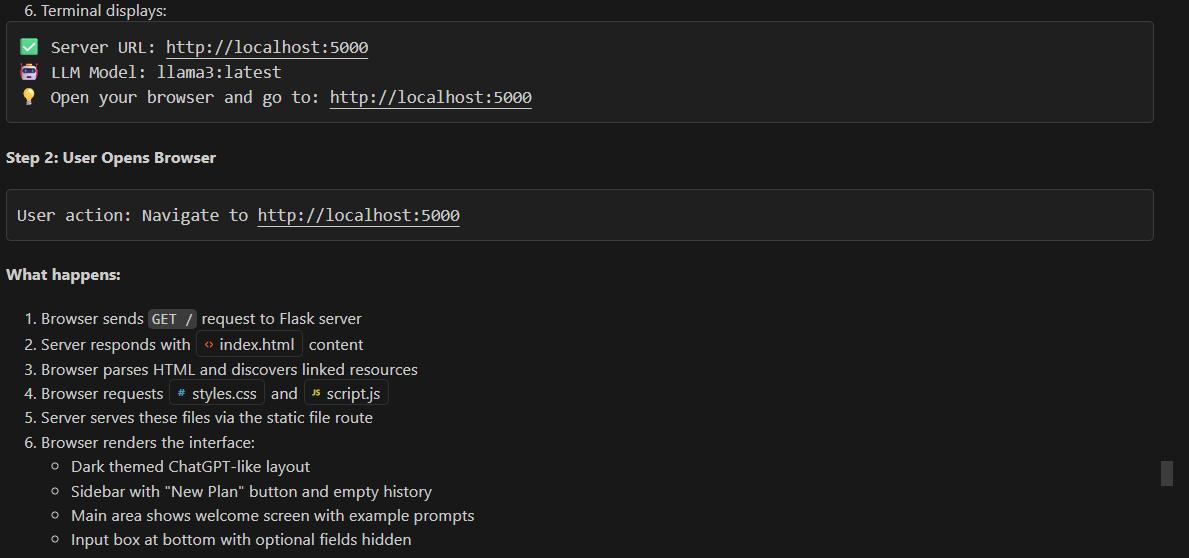 6. Terminal displays:
✅ Server URL: http://localhost:5000
🤖 LLM Model: llama3:latest
💡 Open your browser and go to: http://localhost:5000
Step 2: User Opens Browser
User action: Navigate to http://localhost:5000
What happens:
1. Browser sends GET / request to Flask server
2. Server responds with <> index.html content
3. Browser parses HTML and discovers linked resources
4. Browser requests # styles.css and JS script.js
5. Server serves these files via the static file route
6. Browser renders the interface:
○ Dark themed ChatGPT-like layout
○ Sidebar with "New Plan" button and empty history
○ Main area shows welcome screen with example prompts
○ Input box at bottom with optional fields hidden